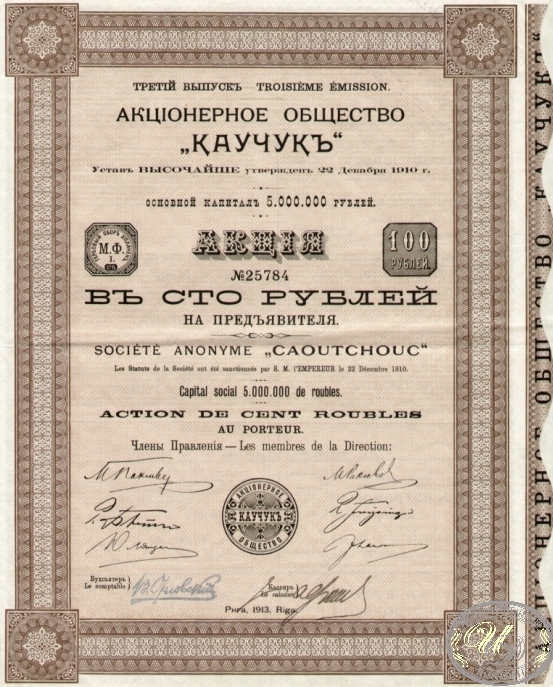 ТРЕТІЙ ВЫПУСКЪ – TROISIÈME ÉMISSION.
АКЦІОНЕРНОЕ ОБЩЕСТВО
„КАУЧУКЪ“
Уставъ ВЫСОЧАЙШЕ утвержденъ 22 Декабря 1910 г.
ОСНОВНОЙ КАПИТАЛЪ 5.000.000 РУБЛЕЙ.
М.Ф.
1.
СПБ.
АКЦІЯ
100
РУБЛЕЙ.
№25784
ВЪ СТО РУБЛЕЙ
НА ПРЕДЪЯВИТЕЛЯ.
SOCIÉTÉ ANONYME „CAOUTCHOUC“
Les Statuts de la Société ont été sanctionnés par S. M. l'EMPEREUR le 22 Décembre 1910.
Capital social 5.000.000 de roubles.
ACTION DE CENT ROUBLES
AU PORTEUR.
Члены Правленія — Les membres de la Direction:
АКЦІОНЕРНОЕ
КАУЧУКЪ
ОБЩЕСТВО
Бухгалтеръ
Le comptable
Кассиръ
Le caissier
Рига, 1913, Riga.
АКЦІОНЕРНОЕ ОБЩЕСТВО „КАУЧУКЪ“